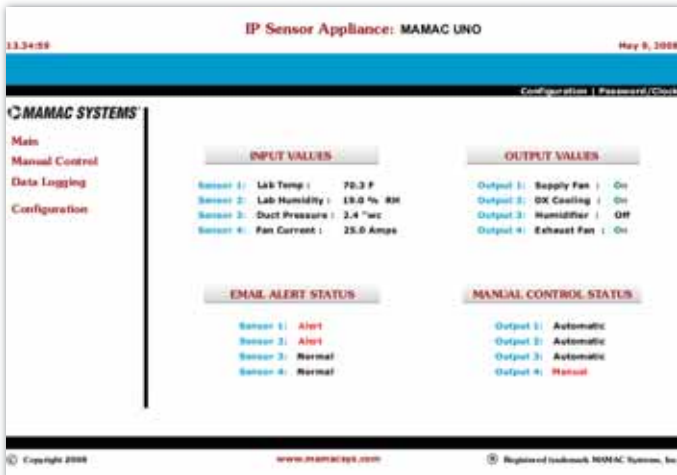 IP Sensor Appliance: MAMAC UNO
13.34:59
May 9, 2008
Configuration | Password/Clock
MAMAC SYSTEMS
Main
Manual Control
Data Logging
Configuration
INPUT VALUES
Sensor 1: Lab Temp : 70.3 F
Sensor 2: Lab Humidity : 19.0 % RH
Sensor 3: Duct Pressure : 2.4 "wc
Sensor 4: Fan Current : 25.0 Amps
OUTPUT VALUES
Output 1: Supply Fan : On
Output 2: DX Cooling : On
Output 3: Humidifier : Off
Output 4: Exhaust Fan : On
EMAIL ALERT STATUS
Sensor 1: Alert
Sensor 2: Alert
Sensor 3: Normal
Sensor 4: Normal
MANUAL CONTROL STATUS
Output 1: Automatic
Output 2: Automatic
Output 3: Automatic
Output 4: Manual
© Copyright 2008
www.mamacsys.com
® Registered trademark MAMAC Systems, Inc